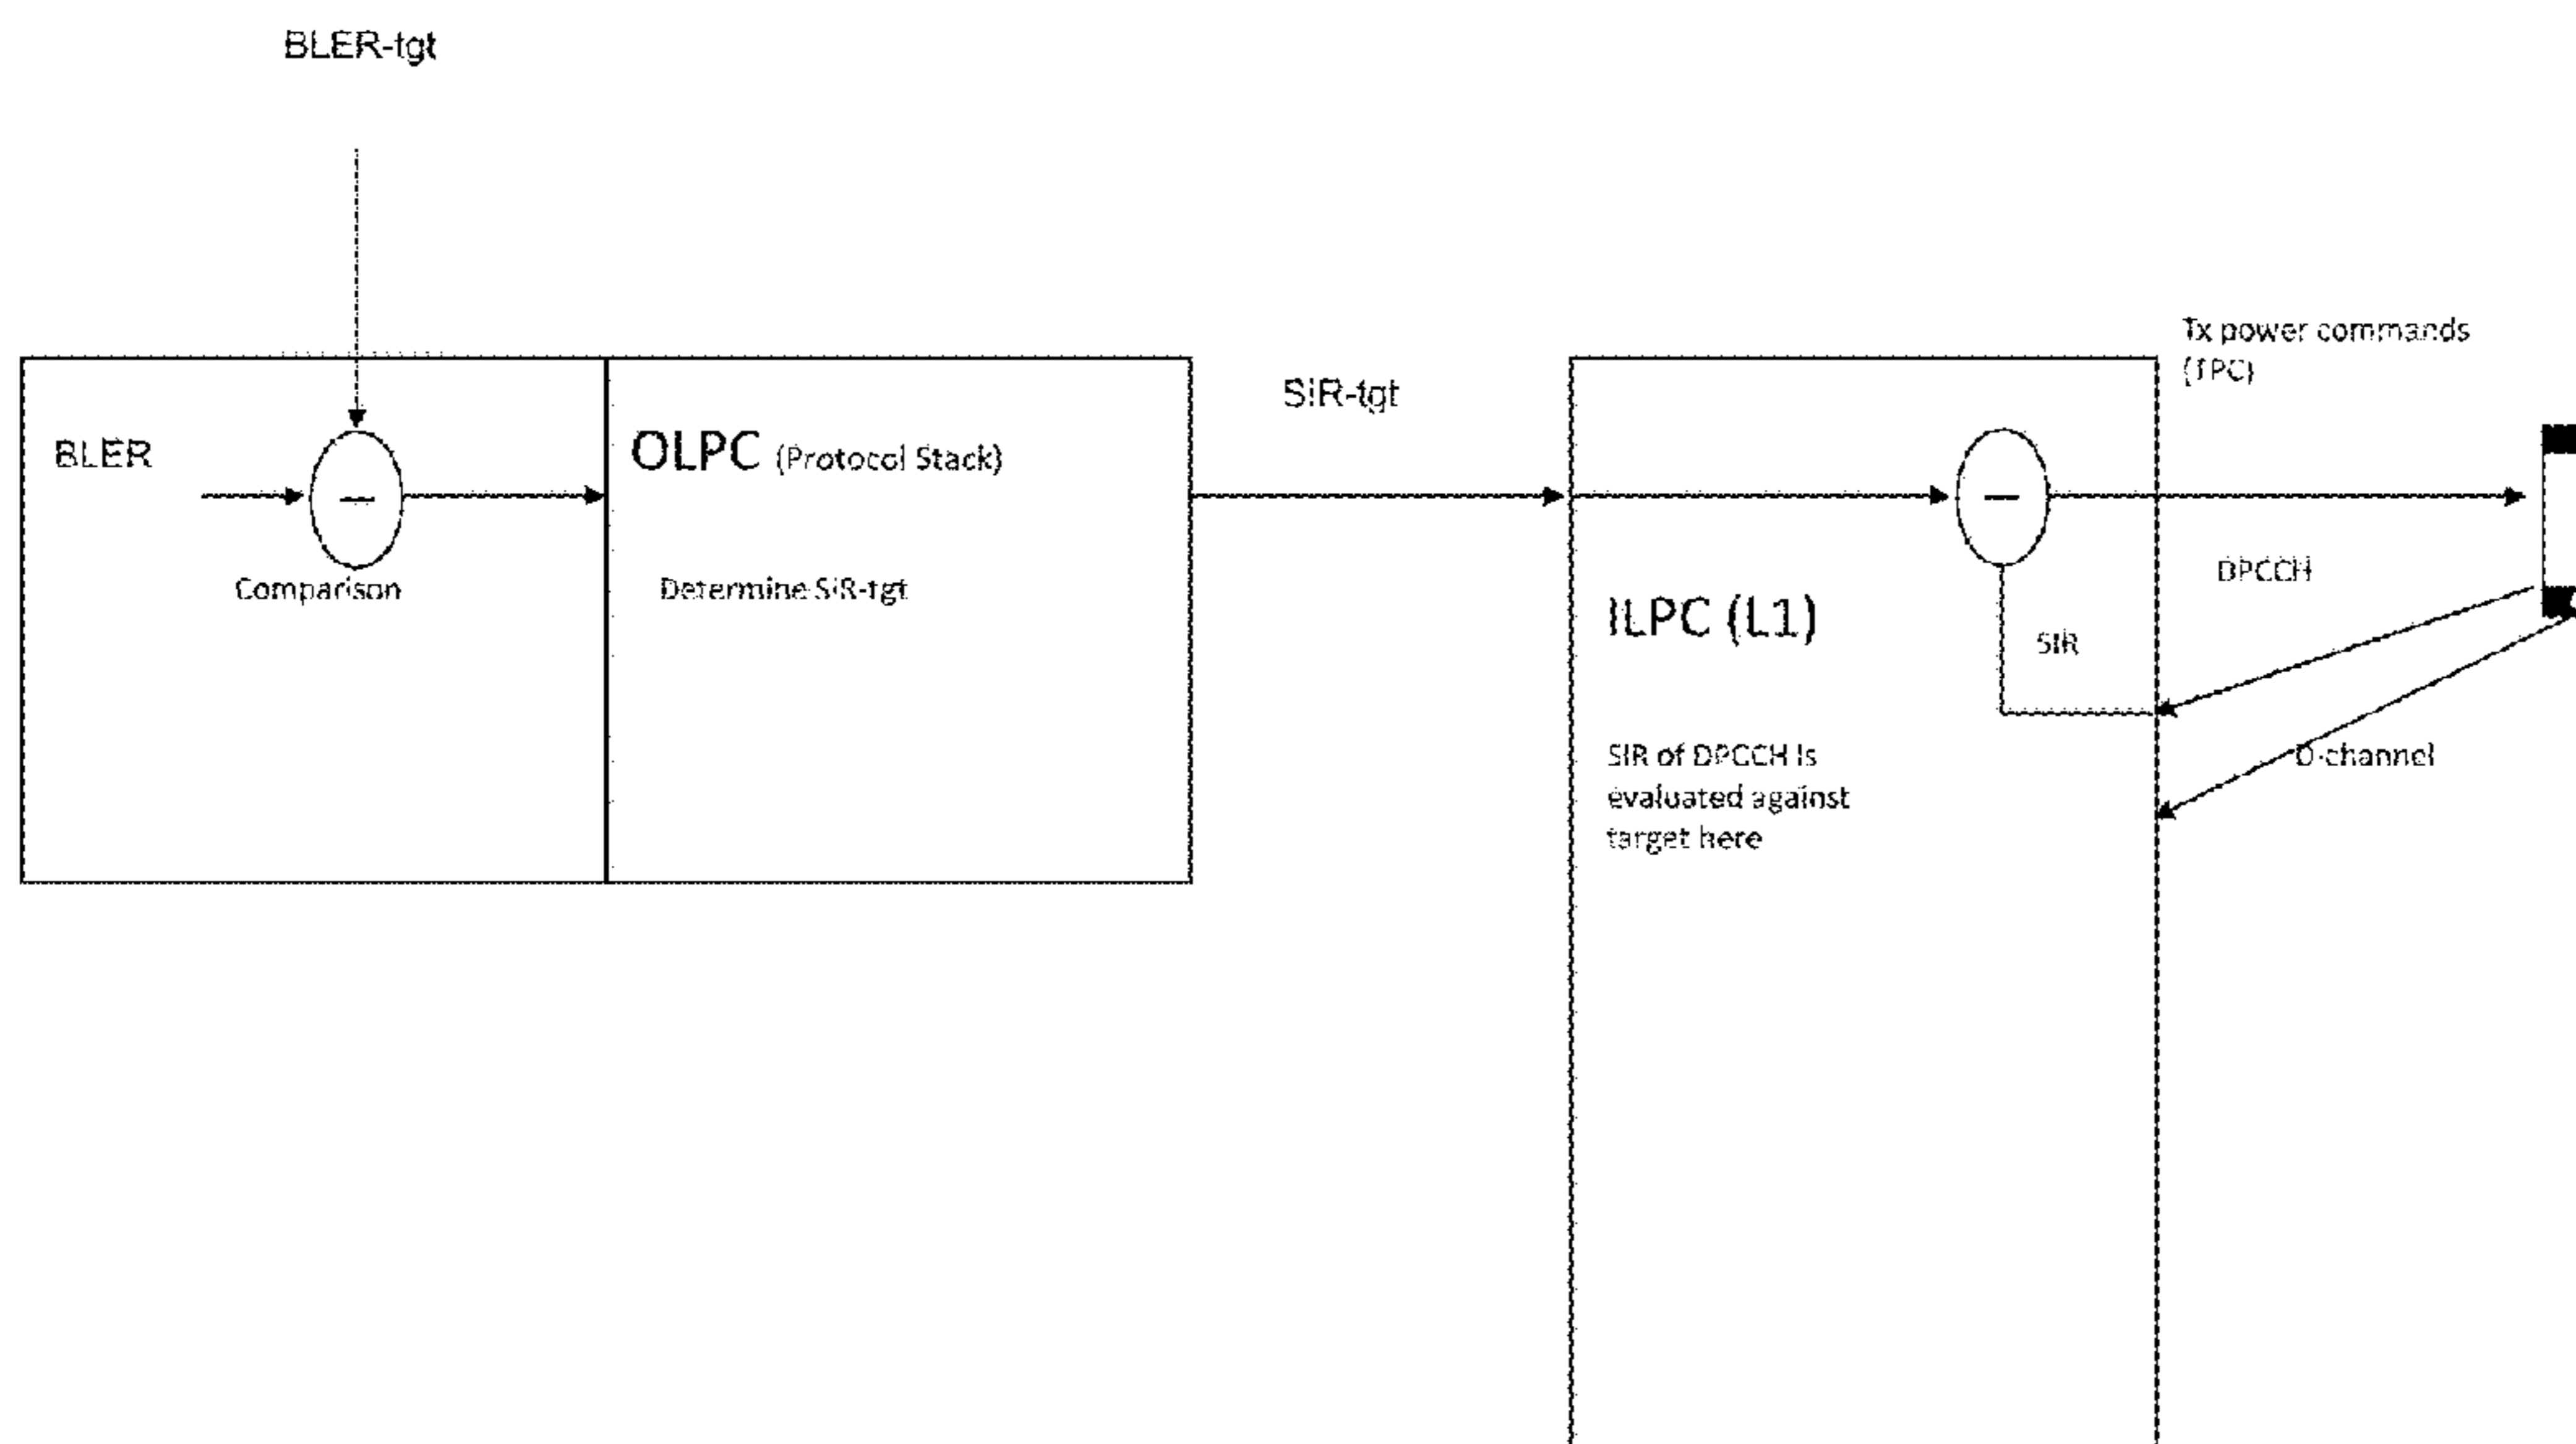 BLER-tgt
Tx power commands
(TPC)
SIR-tgt
BLER
OLPC (Protocol Stack)
Comparison
Determine SIR-tgt
DPCCH
ILPC (L1)
SIR
SIR of DPCCH is
evaluated against
target here
D-channel